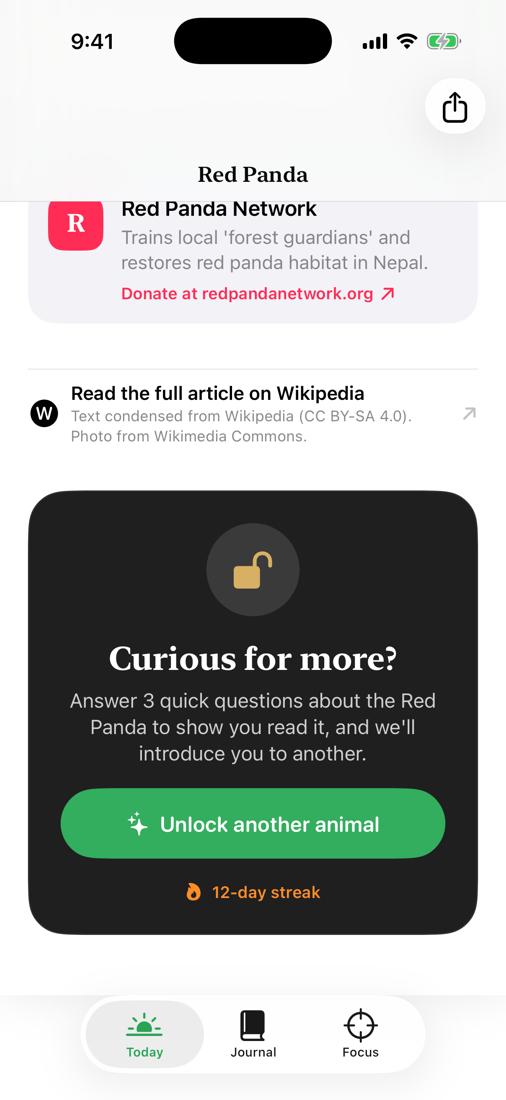 9:41
Red Panda
R
Red Panda Network
Trains local 'forest guardians' and
restores red panda habitat in Nepal.
Donate at redpandanetwork.org
W
Read the full article on Wikipedia
Text condensed from Wikipedia (CC BY-SA 4.0).
Photo from Wikimedia Commons.
Curious for more?
Answer 3 quick questions about the Red
Panda to show you read it, and we'll
introduce you to another.
Unlock another animal
12-day streak
Today
Journal
Focus